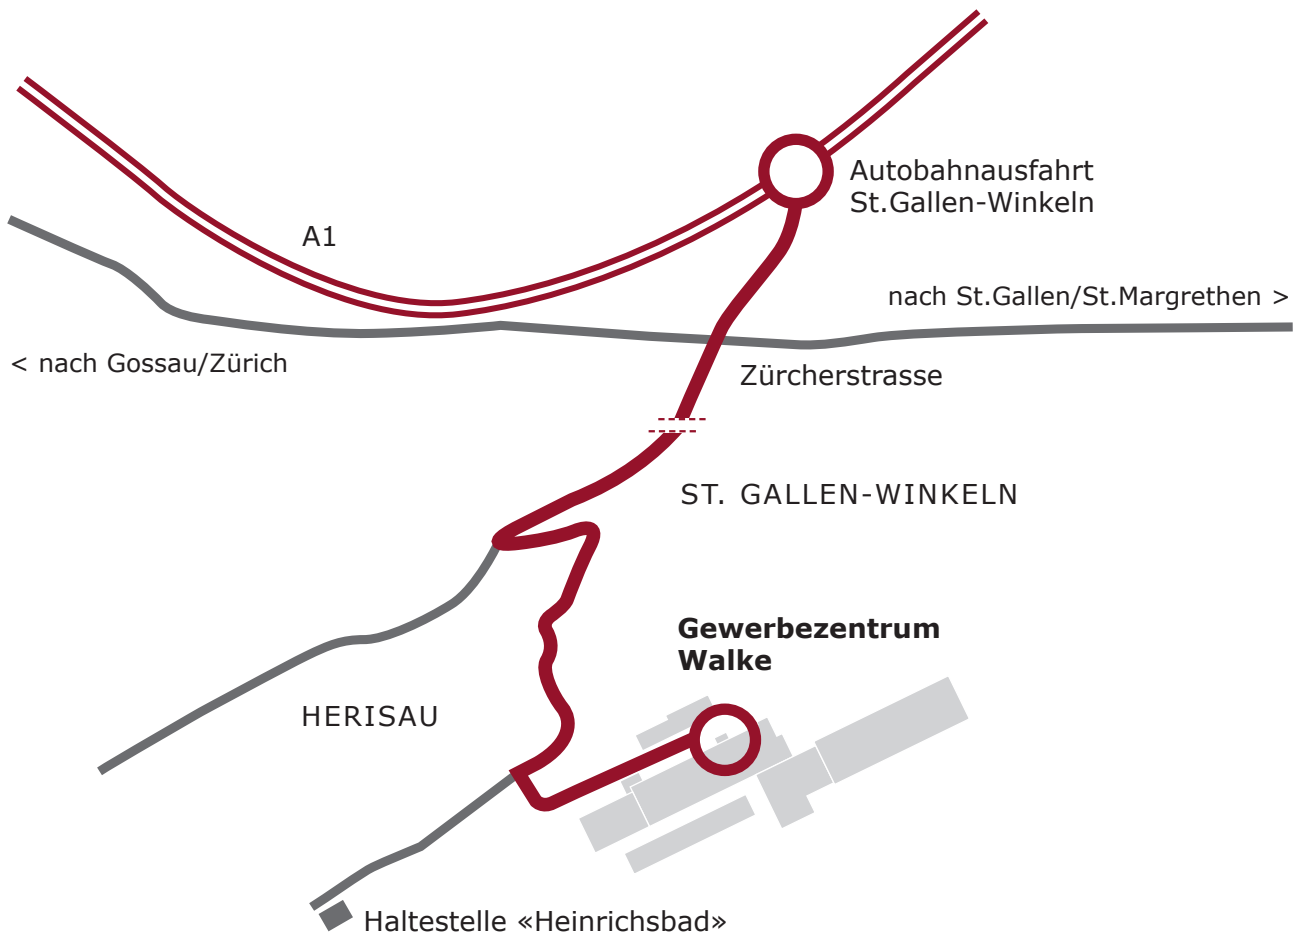 Autobahnausfahrt
St.Gallen-Winkeln
A1
nach St.Gallen/St.Margrethen >
< nach Gossau/Zürich
Zürcherstrasse
ST. GALLEN-WINKELN
Gewerbezentrum
Walke
HERISAU
Haltestelle «Heinrichsbad»